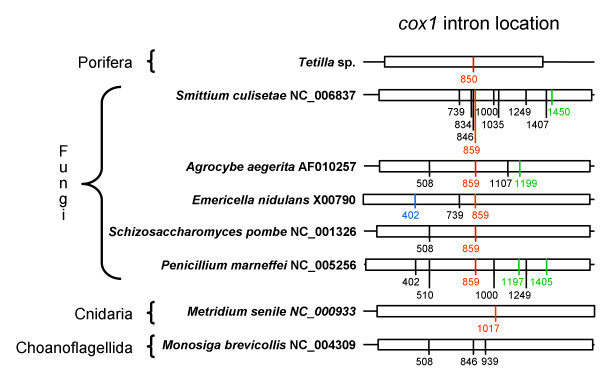 cox1 intron location
Porifera
Tetilla sp.
850
Fungi
Smittium culisetae NC_006837
739 1000 1249 1450
834 1035 1407
846
859
Agrocybe aegerita AF010257
508 859 1107 1199
Emericella nidulans X00790
402 739 859
Schizosaccharomyces pombe NC_001326
508 859
Penicillium marneffei NC_005256
402 859 1197 1405
510 1000 1249
Cnidaria
Metridium senile NC_000933
1017
Choanoflagellida
Monosiga brevicollis NC_004309
508 846 939